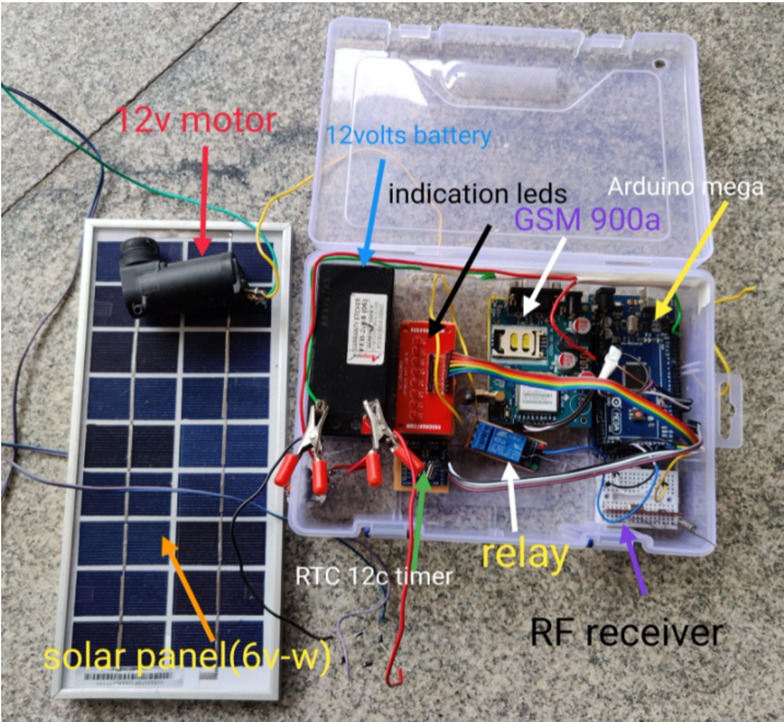 12v motor
12volts battery
indication leds
Arduino mega
GSM 900a
RTC 12c timer
relay
solar panel(6v-w)
RF receiver